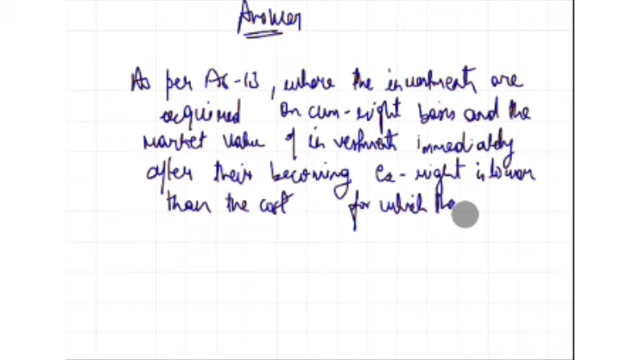 Answer
As per AS-13, where the investments are
acquired on cum-right basis and the
market value of investments immediately
after their becoming ex-right is lower
than the cost for which the